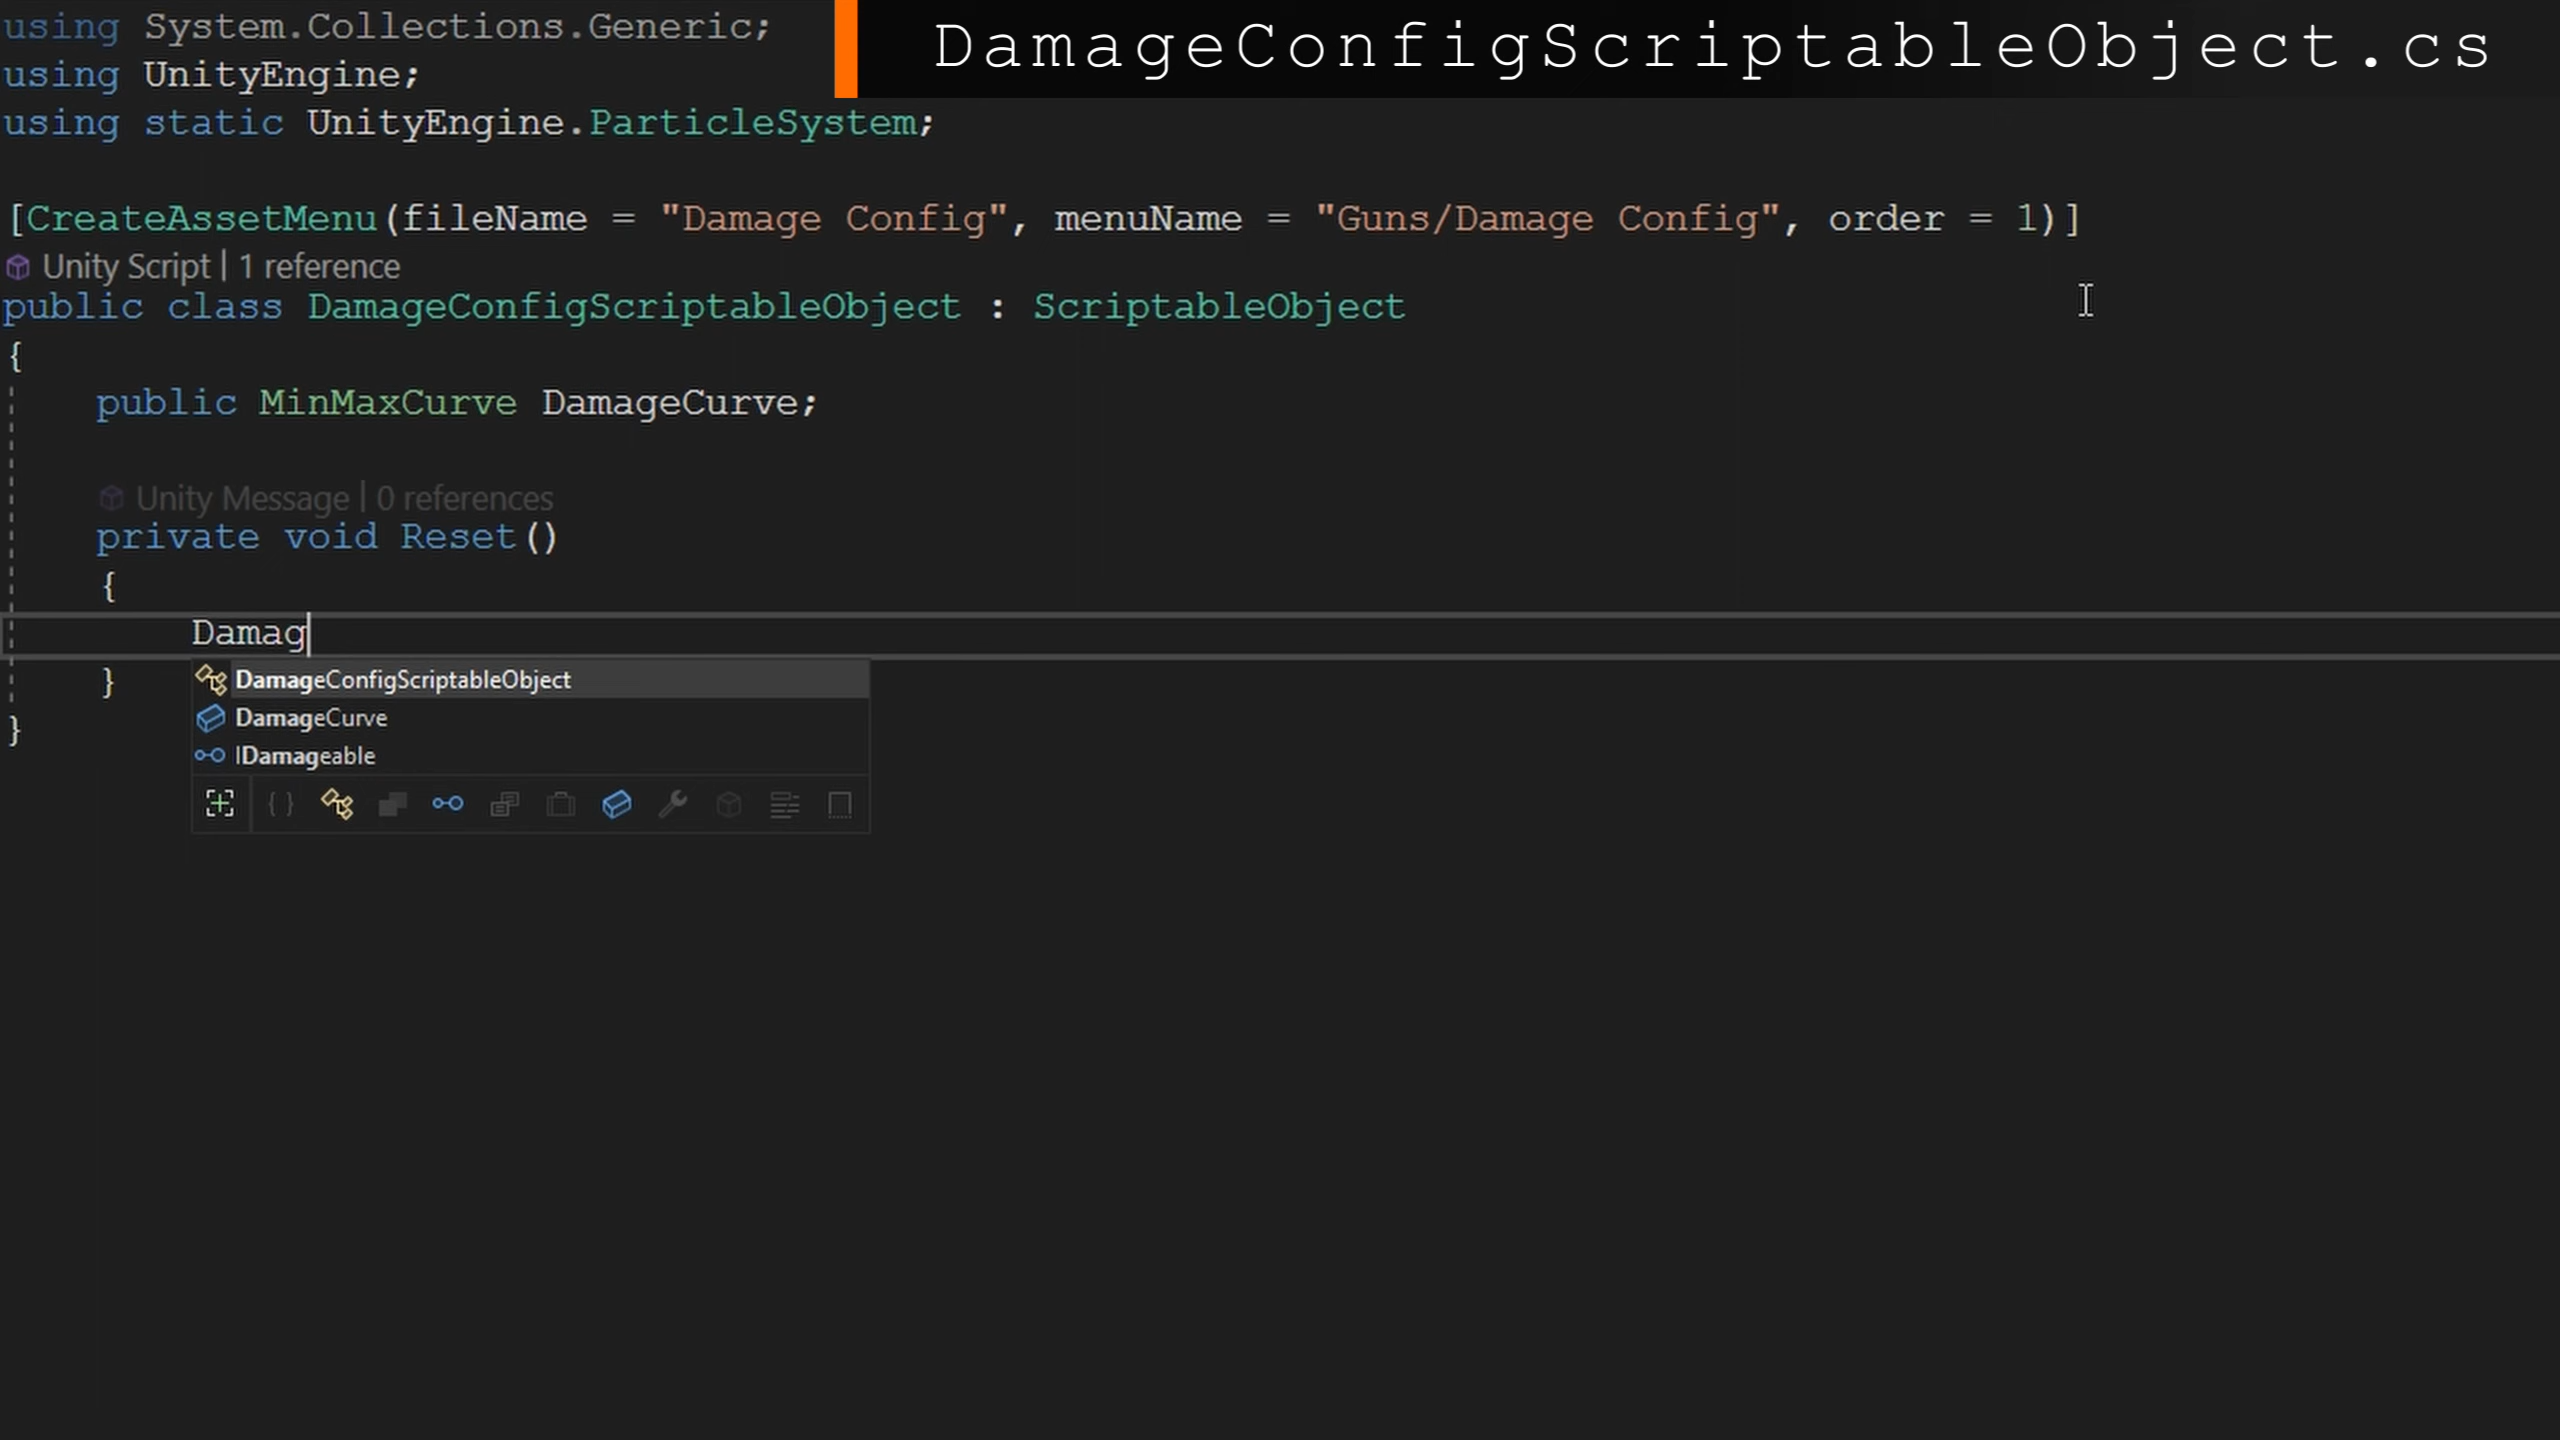 using System.Collections.Generic;
DamageConfigScriptableObject.cs
using UnityEngine;
using static UnityEngine.ParticleSystem;
[CreateAssetMenu(fileName = "Damage Config", menuName = "Guns/Damage Config", order = 1)]
Unity Script | 1 reference
public class DamageConfigScriptableObject : ScriptableObject
{
public MinMaxCurve DamageCurve;
Unity Message | 0 references
private void Reset()
{
Damag
DamageConfigScriptableObject
}
DamageCurve
}
IDamageable